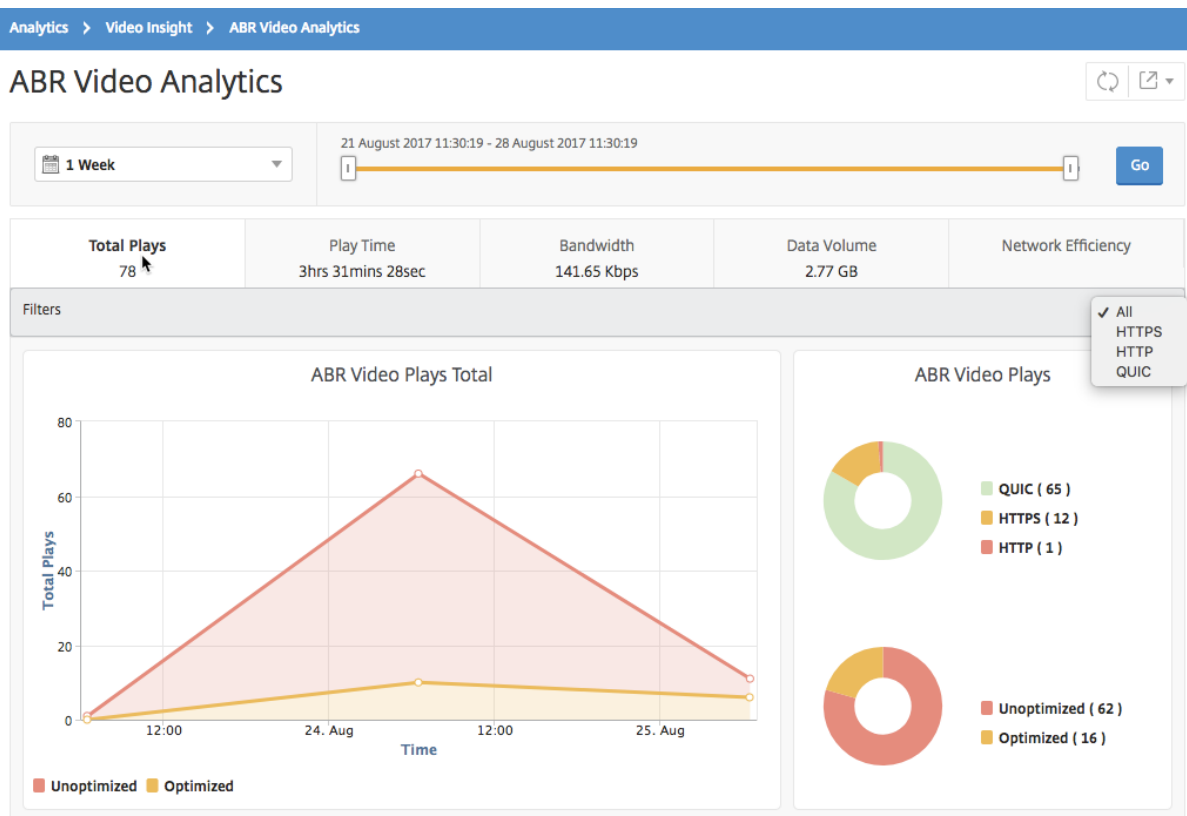 Analytics > Video Insight > ABR Video Analytics
ABR Video Analytics
1 Week
21 August 2017 11:30:19 - 28 August 2017 11:30:19
Go
Total Plays
78
Play Time
3hrs 31mins 28sec
Bandwidth
141.65 Kbps
Data Volume
2.77 GB
Network Efficiency
Filters
✓ All
HTTPS
HTTP
QUIC
ABR Video Plays Total
80
60
40
20
0
Total Plays
12:00
24. Aug
12:00
25. Aug
Time
Unoptimized
Optimized
ABR Video Plays
QUIC ( 65 )
HTTPS ( 12 )
HTTP ( 1 )
Unoptimized ( 62 )
Optimized ( 16 )